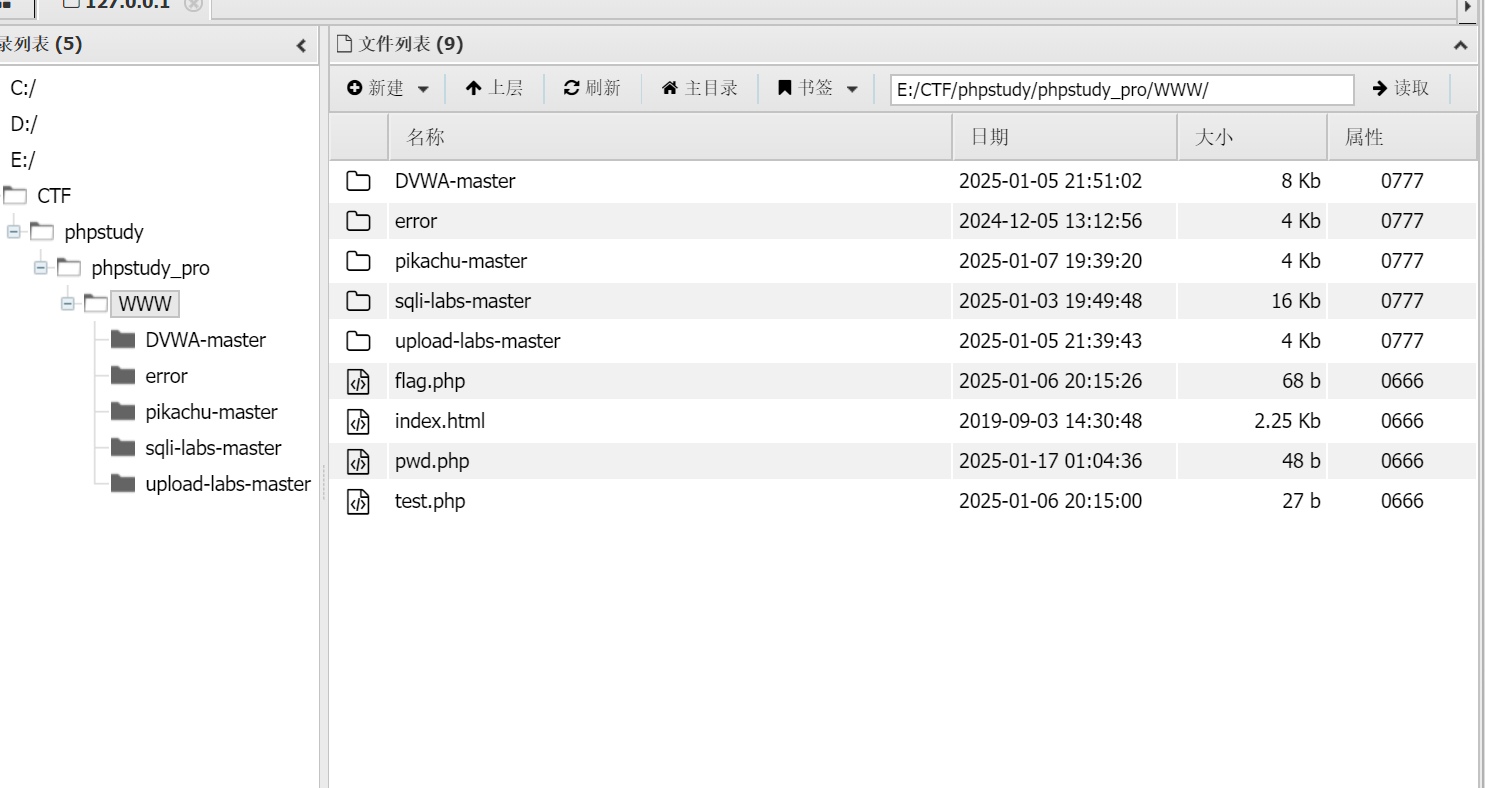 127.0.0.1
录列表 (5)
文件列表 (9)
新建 上层 刷新 主目录 书签 E:/CTF/phpstudy/phpstudy_pro/WWW/ 读取
C:/
D:/
E:/
CTF
phpstudy
phpstudy_pro
WWW
DVWA-master
error
pikachu-master
sqli-labs-master
upload-labs-master
名称 日期 大小 属性
DVWA-master 2025-01-05 21:51:02 8 Kb 0777
error 2024-12-05 13:12:56 4 Kb 0777
pikachu-master 2025-01-07 19:39:20 4 Kb 0777
sqli-labs-master 2025-01-03 19:49:48 16 Kb 0777
upload-labs-master 2025-01-05 21:39:43 4 Kb 0777
flag.php 2025-01-06 20:15:26 68 b 0666
index.html 2019-09-03 14:30:48 2.25 Kb 0666
pwd.php 2025-01-17 01:04:36 48 b 0666
test.php 2025-01-06 20:15:00 27 b 0666